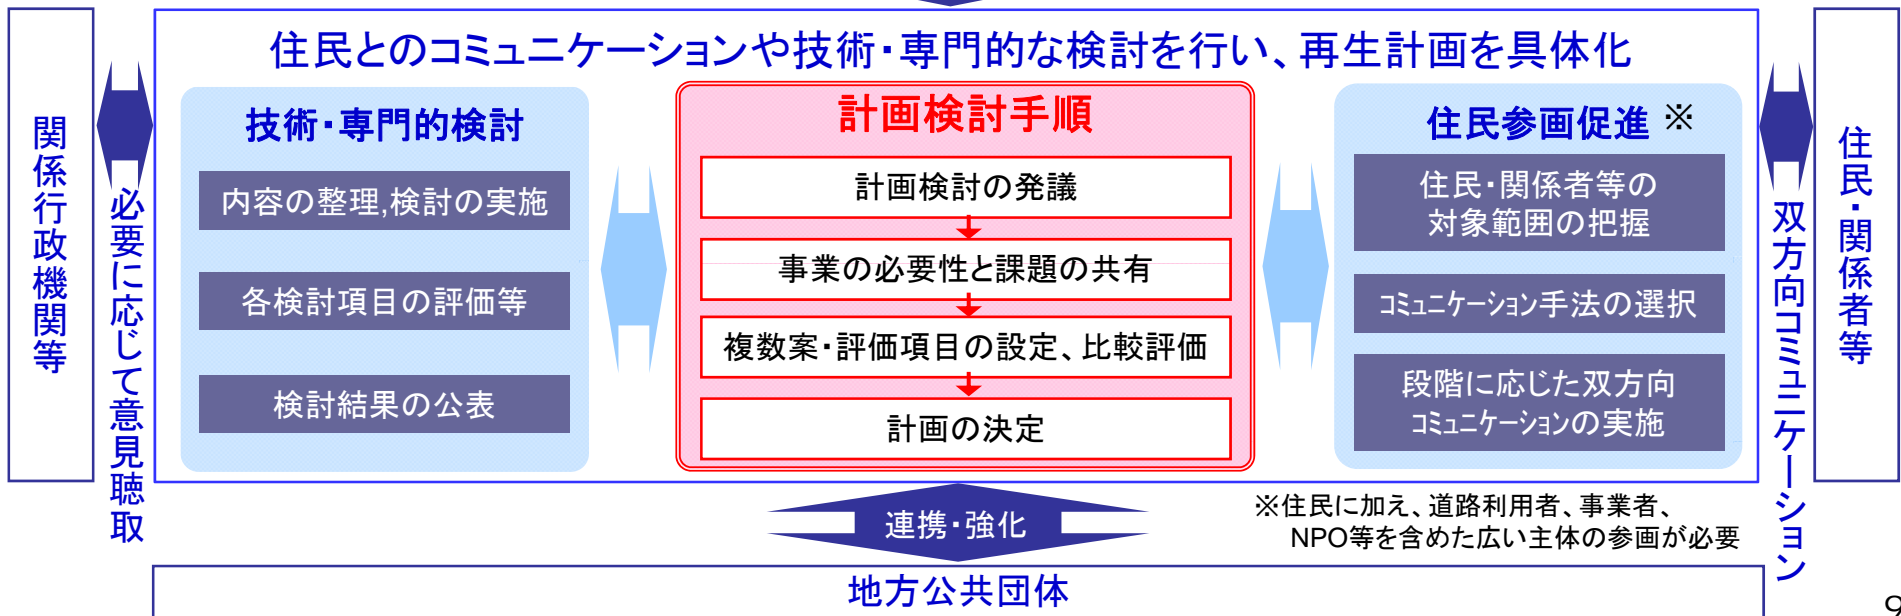 住民とのコミュニケーションや技術・専門的な検討を行い、再生計画を具体化
関係行政機関等
必要に応じて意見聴取
技術・専門的検討
内容の整理,検討の実施
各検討項目の評価等
検討結果の公表
計画検討手順
計画検討の発議
事業の必要性と課題の共有
複数案・評価項目の設定、比較評価
計画の決定
住民参画促進 ※
住民・関係者等の
対象範囲の把握
コミュニケーション手法の選択
段階に応じた双方向
コミュニケーションの実施
双方向コミュニケーション
住民・関係者等
連携・強化
※住民に加え、道路利用者、事業者、
NPO等を含めた広い主体の参画が必要
地方公共団体